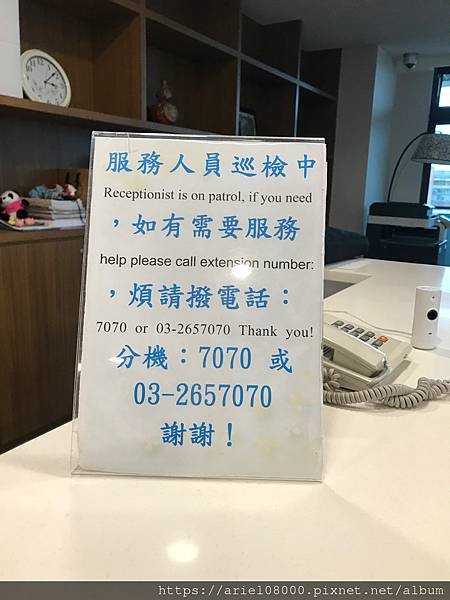 服務人員巡檢中
Receptionist is on patrol, if you need
，如有需要服務
help please call extension number:
，煩請撥電話：
7070 or 03-2657070 Thank you!
分機：7070 或
03-2657070
謝謝！
https://ariel08000.pixnet.net/album